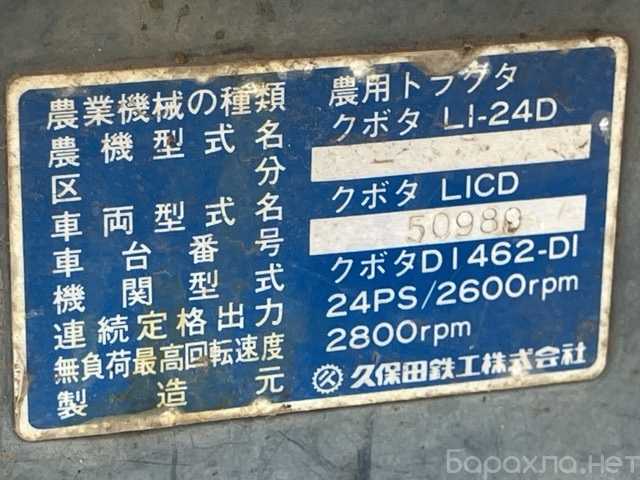 農業機械の種類 農用トラクタ
農機型式名 クボタ L1-24D
区分
車両型式名 クボタ L1CD
車台番号 50980
機関型式 クボタD1462-D1
連続定格出力 24PS/2600rpm
無負荷最高回転速度 2800rpm
製造元 久保田鉄工株式会社
Барахла.нет